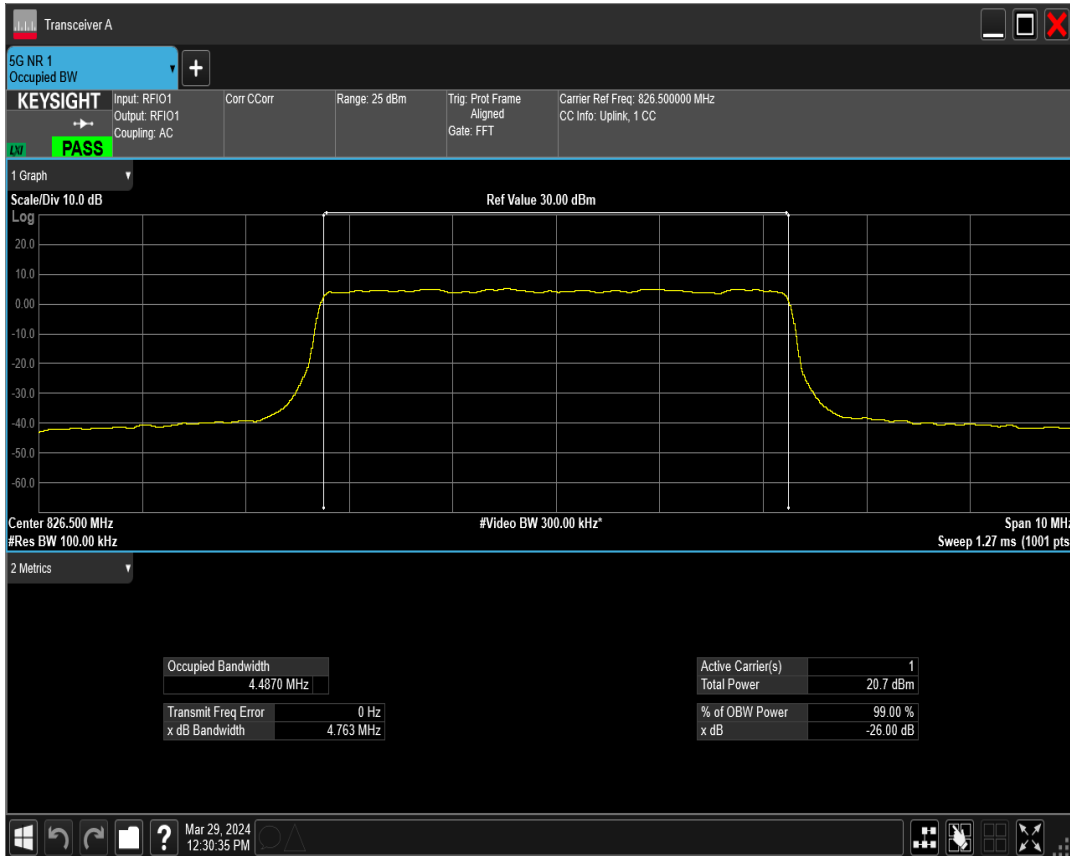 Transceiver A
5G NR 1
Occupied BW
+
KEYSIGHT
LXI
PASS
Input: RFIO1
Output: RFIO1
Coupling: AC
Corr CCorr
Range: 25 dBm
Trig: Prot Frame
Aligned
Gate: FFT
Carrier Ref Freq: 826.500000 MHz
CC Info: Uplink, 1 CC
1 Graph
Scale/Div 10.0 dB
Ref Value 30.00 dBm
Log
20.0
10.0
0.00
-10.0
-20.0
-30.0
-40.0
-50.0
-60.0
Center 826.500 MHz
#Video BW 300.00 kHz*
Span 10 MHz
#Res BW 100.00 kHz
Sweep 1.27 ms (1001 pts
2 Metrics
Occupied Bandwidth
4.4870 MHz
Transmit Freq Error 0 Hz
x dB Bandwidth 4.763 MHz
Active Carrier(s) 1
Total Power 20.7 dBm
% of OBW Power 99.00 %
x dB -26.00 dB
?
Mar 29, 2024
12:30:35 PM